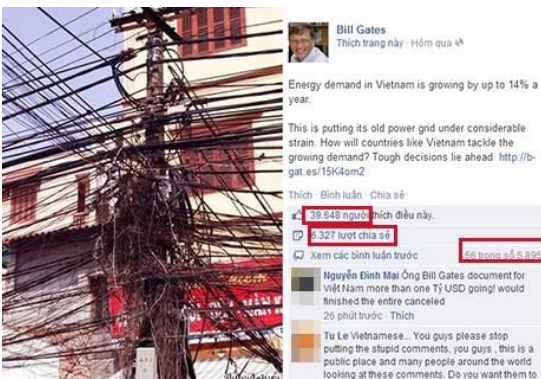 Bill Gates
Thích trang này · Hôm qua
Energy demand in Vietnam is growing by up to 14% a
year.
This is putting its old power grid under considerable
strain. How will countries like Vietnam tackle the
growing demand? Tough decisions lie ahead: http://b-
gat.es/15K4om2
Thích · Bình luận · Chia sẻ
39.648 người thích điều này.
6.327 lượt chia sẻ
Xem các bình luận trước
56 trong số 5.895
Nguyễn Đình Mại Ông Bill Gates document for
Việt Nam more than one Tỷ USD going! would
finished the entire canceled
26 phút trước · Thích
Tu Le Vietnamese... You guys please stop
putting the stupid comments, you guys , this is a
public place and many people around the world
looking at these comments. Do you want them to